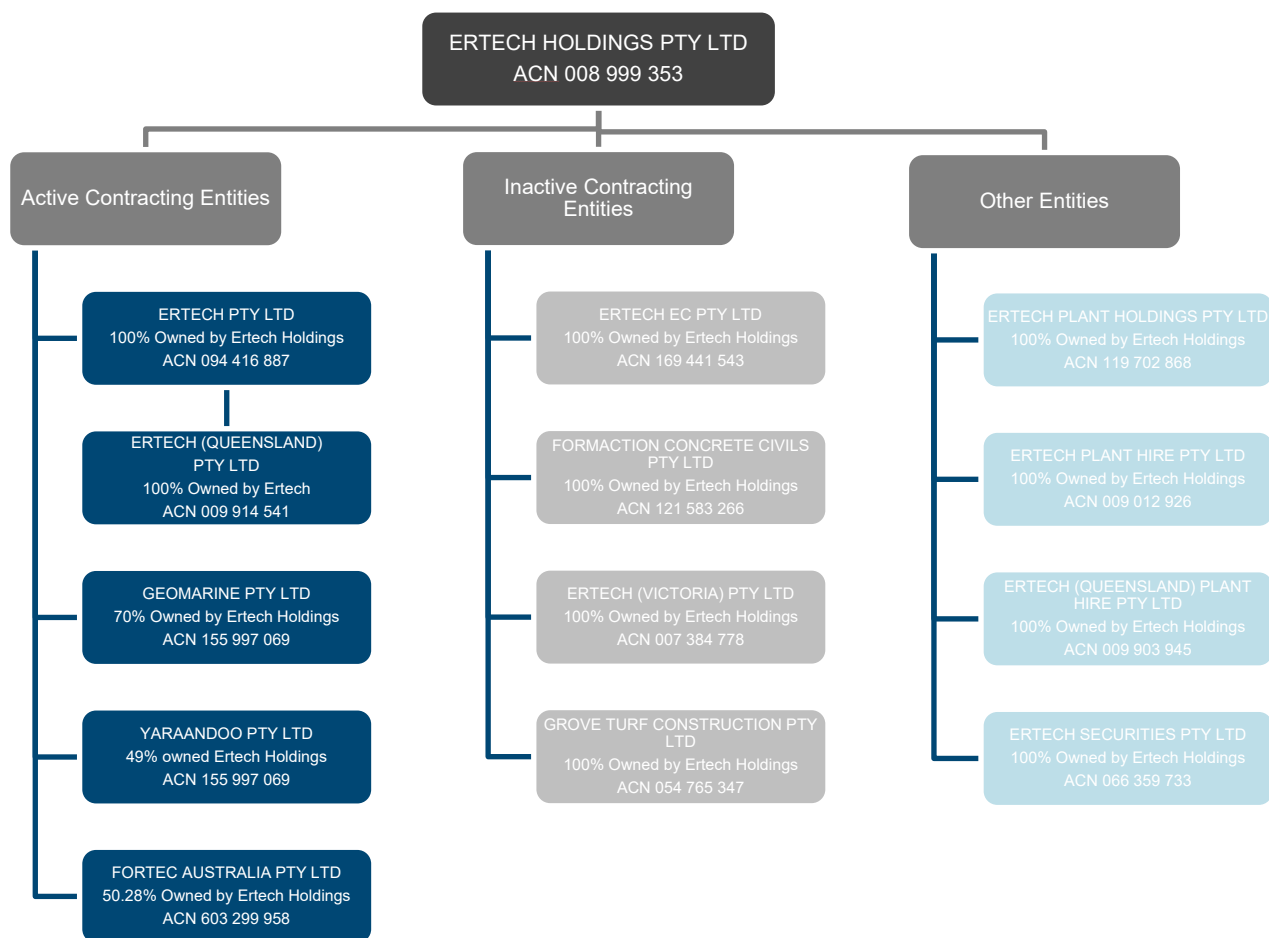 ERTECH HOLDINGS PTY LTD
ACN 008 999 353
Active Contracting Entities
Inactive Contracting
Entities
Other Entities
ERTECH PTY LTD
100% Owned by Ertech Holdings
ACN 094 416 887
ERTECH (QUEENSLAND)
PTY LTD
100% Owned by Ertech
ACN 009 914 541
GEOMARINE PTY LTD
70% Owned by Ertech Holdings
ACN 155 997 069
YARAANDOO PTY LTD
49% owned Ertech Holdings
ACN 155 997 069
FORTEC AUSTRALIA PTY LTD
50.28% Owned by Ertech Holdings
ACN 603 299 958
ERTECH EC PTY LTD
100% Owned by Ertech Holdings
ACN 169 441 543
FORMACTION CONCRETE CIVILS
PTY LTD
100% Owned by Ertech Holdings
ACN 121 583 266
ERTECH (VICTORIA) PTY LTD
100% Owned by Ertech Holdings
ACN 007 384 778
GROVE TURF CONSTRUCTION PTY
LTD
100% Owned by Ertech Holdings
ACN 054 765 347
ERTECH PLANT HOLDINGS PTY LTD
100% Owned by Ertech Holdings
ACN 119 702 868
ERTECH PLANT HIRE PTY LTD
100% Owned by Ertech Holdings
ACN 009 012 926
ERTECH (QUEENSLAND) PLANT
HIRE PTY LTD
100% Owned by Ertech Holdings
ACN 009 903 945
ERTECH SECURITIES PTY LTD
100% Owned by Ertech Holdings
ACN 066 359 733